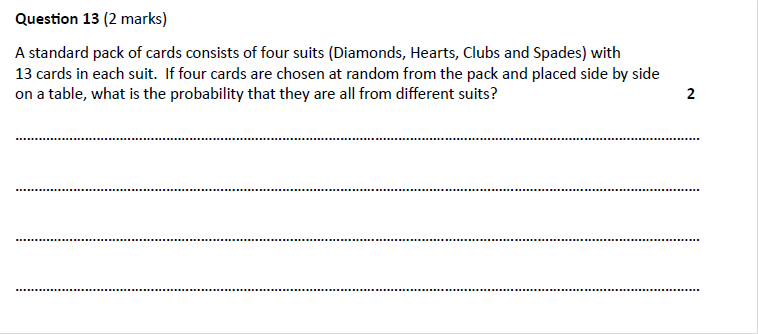 Question 13 (2 marks)
A standard pack of cards consists of four suits (Diamonds, Hearts, Clubs and Spades) with
13 cards in each suit.  If four cards are chosen at random from the pack and placed side by side
on a table, what is the probability that they are all from different suits? 2